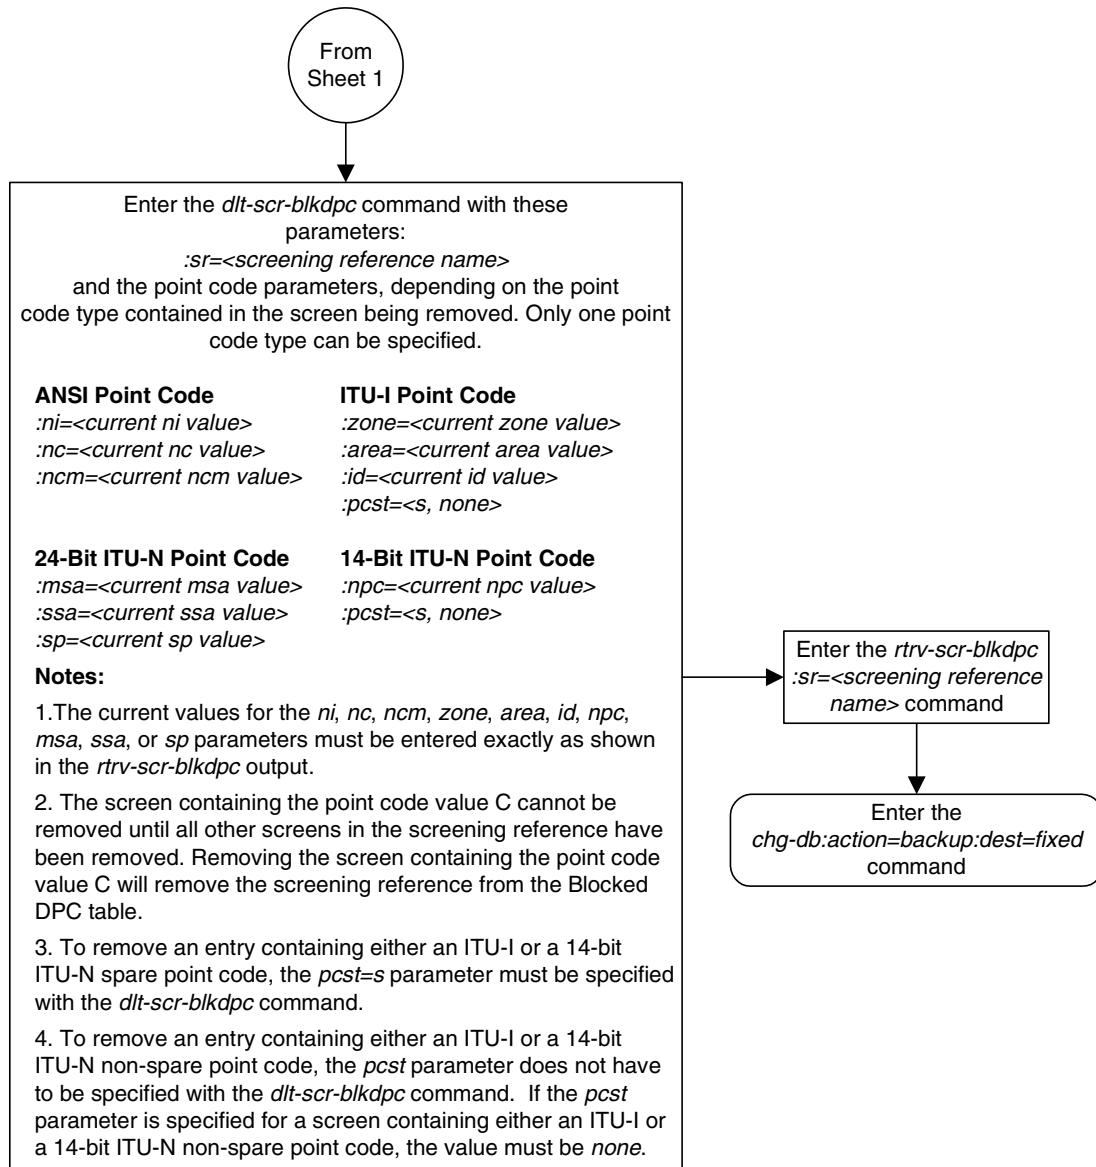 From
Sheet 1
Enter the dlt-scr-blkdpc command with these
parameters:
:sr=<screening reference name>
and the point code parameters, depending on the point
code type contained in the screen being removed. Only one point
code type can be specified.
ANSI Point Code
:ni=<current ni value>
:nc=<current nc value>
:ncm=<current ncm value>
ITU-I Point Code
:zone=<current zone value>
:area=<current area value>
:id=<current id value>
:pcst=<s, none>
24-Bit ITU-N Point Code
:msa=<current msa value>
:ssa=<current ssa value>
:sp=<current sp value>
14-Bit ITU-N Point Code
:npc=<current npc value>
:pcst=<s, none>
Notes:
1.The current values for the ni, nc, ncm, zone, area, id, npc,
msa, ssa, or sp parameters must be entered exactly as shown
in the rtrv-scr-blkdpc output.
2. The screen containing the point code value C cannot be
removed until all other screens in the screening reference have
been removed. Removing the screen containing the point code
value C will remove the screening reference from the Blocked
DPC table.
3. To remove an entry containing either an ITU-I or a 14-bit
ITU-N spare point code, the pcst=s parameter must be specified
with the dlt-scr-blkdpc command.
4. To remove an entry containing either an ITU-I or a 14-bit
ITU-N non-spare point code, the pcst parameter does not have
to be specified with the dlt-scr-blkdpc command. If the pcst
parameter is specified for a screen containing either an ITU-I or
a 14-bit ITU-N non-spare point code, the value must be none.
Enter the rtrv-scr-blkdpc
:sr=<screening reference
name> command
Enter the
chg-db:action=backup:dest=fixed
command